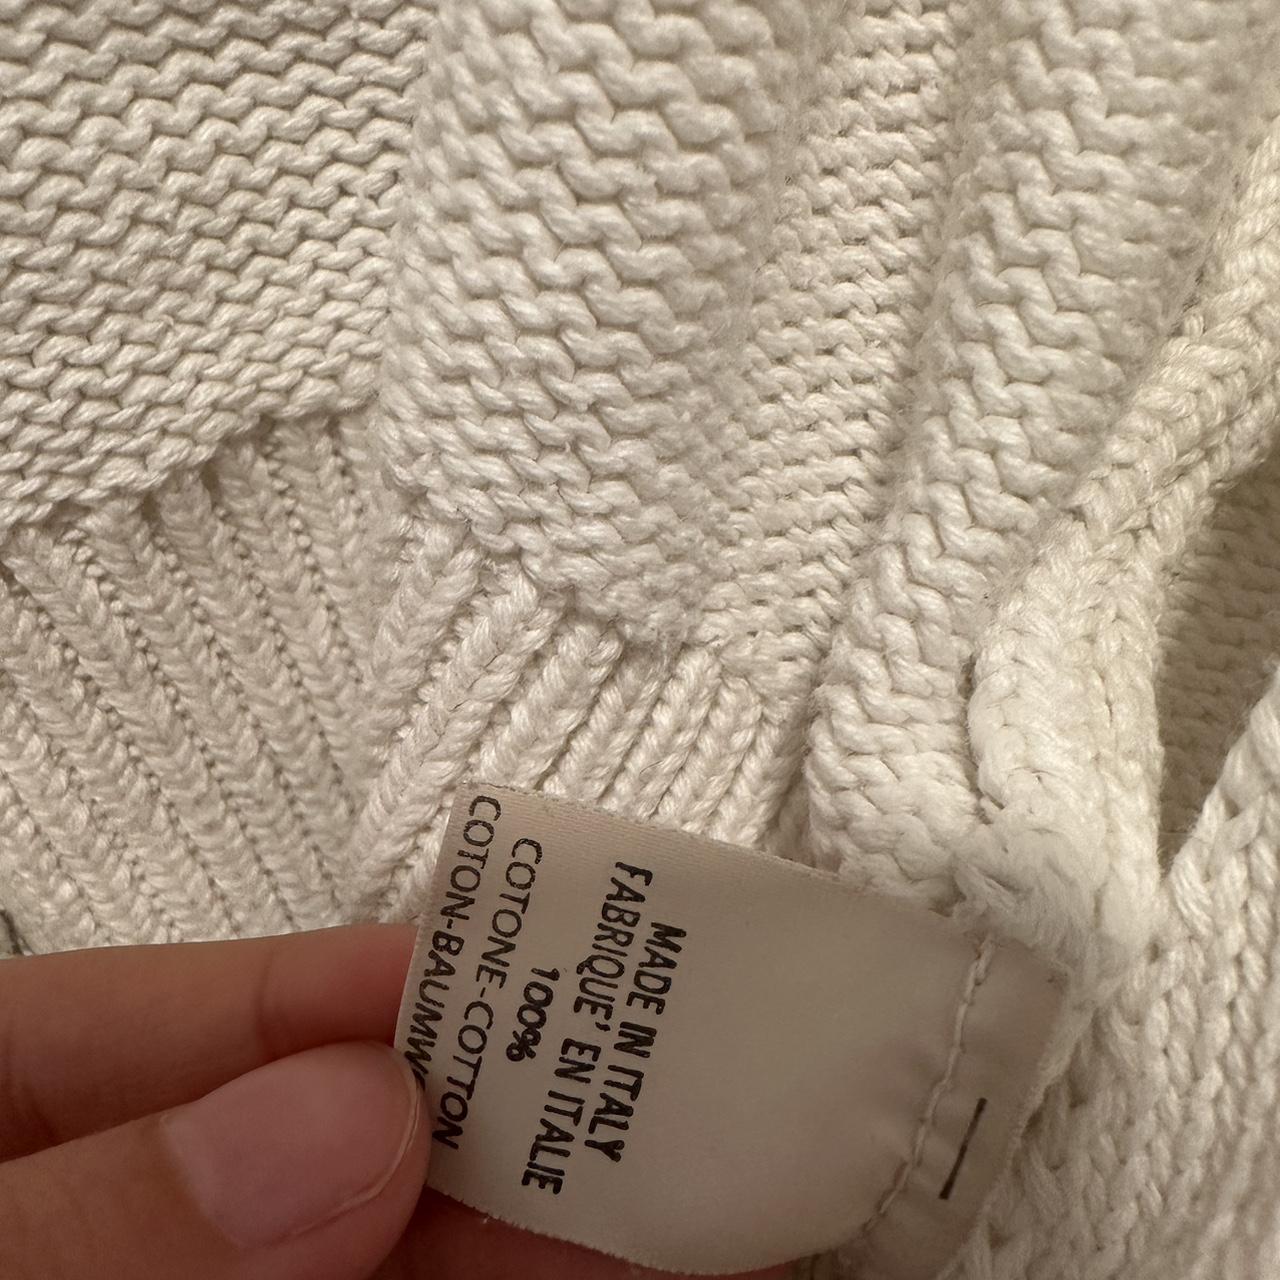 MADE IN ITALY
FABRIQUE' EN ITALIE
100%
COTONE-COTTON